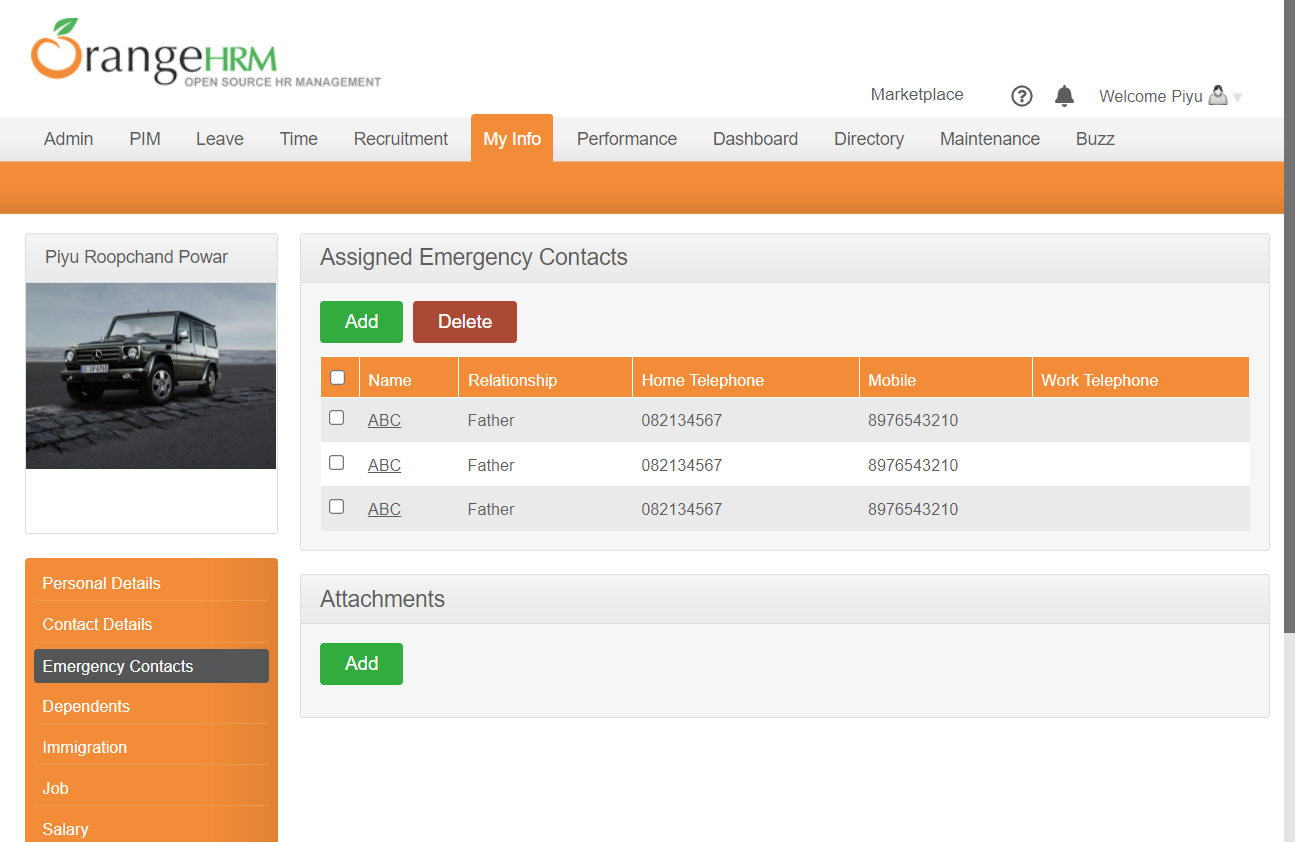 OrangeHRM
OPEN SOURCE HR MANAGEMENT
Marketplace ? Welcome Piyu
Admin PIM Leave Time Recruitment My Info Performance Dashboard Directory Maintenance Buzz
Piyu Roopchand Powar
Assigned Emergency Contacts
Add Delete
Name Relationship Home Telephone Mobile Work Telephone
ABC Father 082134567 8976543210
ABC Father 082134567 8976543210
ABC Father 082134567 8976543210
Personal Details
Contact Details
Emergency Contacts
Dependents
Immigration
Job
Salary
Attachments
Add